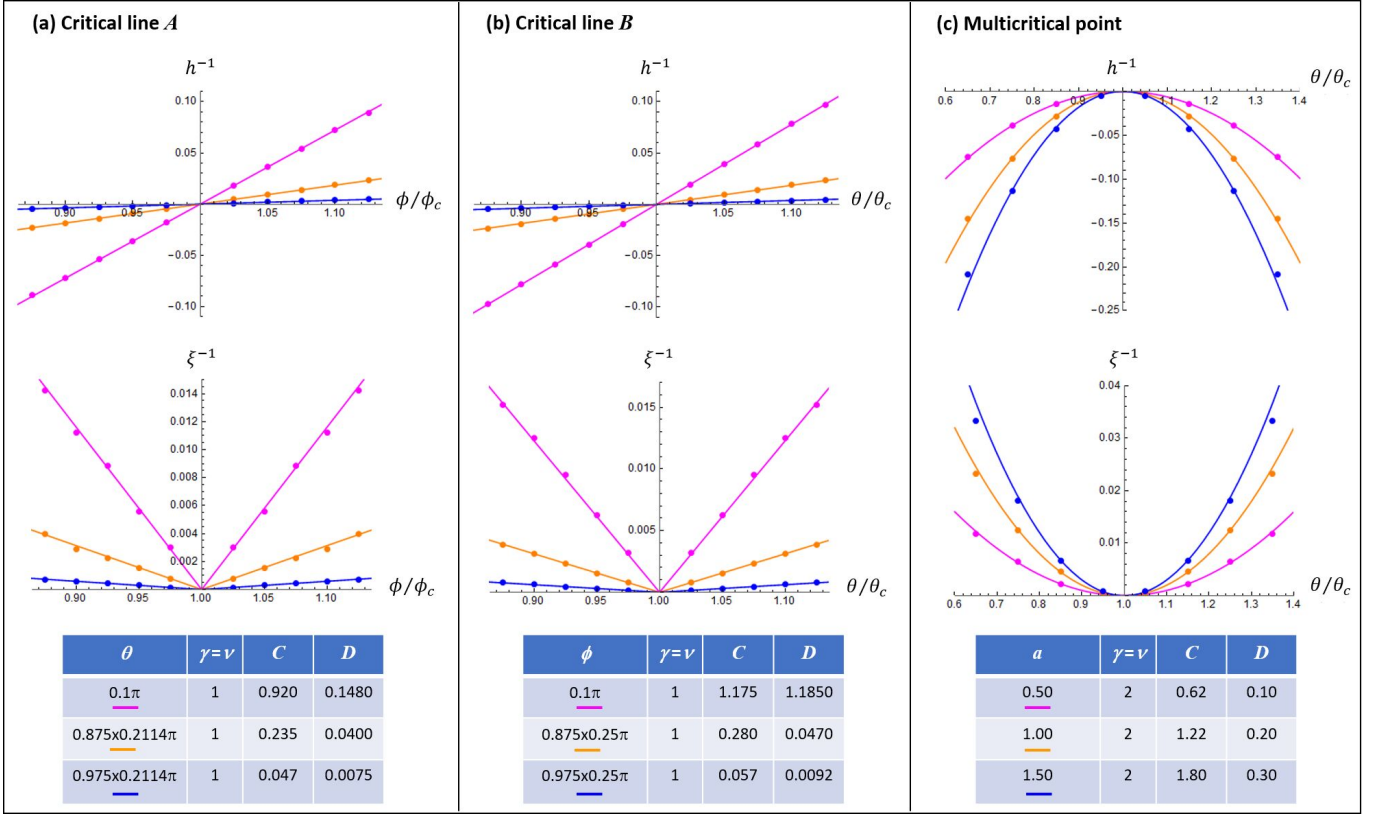 (a) Critical line A
h⁻¹
0.10
0.05
0.90 0.95 1.05 1.10
ϕ/ϕc
−0.05
−0.10
ξ⁻¹
0.014
0.012
0.010
0.008
0.006
0.004
0.002
0.90 0.95 1.00 1.05 1.10
ϕ/ϕc
θ γ=ν C D
0.1π 1 0.920 0.1480
0.875x0.2114π 1 0.235 0.0400
0.975x0.2114π 1 0.047 0.0075
(b) Critical line B
h⁻¹
0.10
0.05
0.90 0.95 1.05 1.10
θ/θc
−0.05
−0.10
ξ⁻¹
0.015
0.010
0.005
0.90 0.95 1.00 1.05 1.10
θ/θc
ϕ γ=ν C D
0.1π 1 1.175 1.1850
0.875x0.25π 1 0.280 0.0470
0.975x0.25π 1 0.057 0.0092
(c) Multicritical point
h⁻¹
θ/θc
0.6 0.7 0.8 0.9 1.0 1.1 1.2 1.3 1.4
−0.05
−0.10
−0.15
−0.20
−0.25
ξ⁻¹
0.04
0.03
0.02
0.01
0.6 0.7 0.8 0.9 1.0 1.1 1.2 1.3 1.4
θ/θc
a γ=ν C D
0.50 2 0.62 0.10
1.00 2 1.22 0.20
1.50 2 1.80 0.30